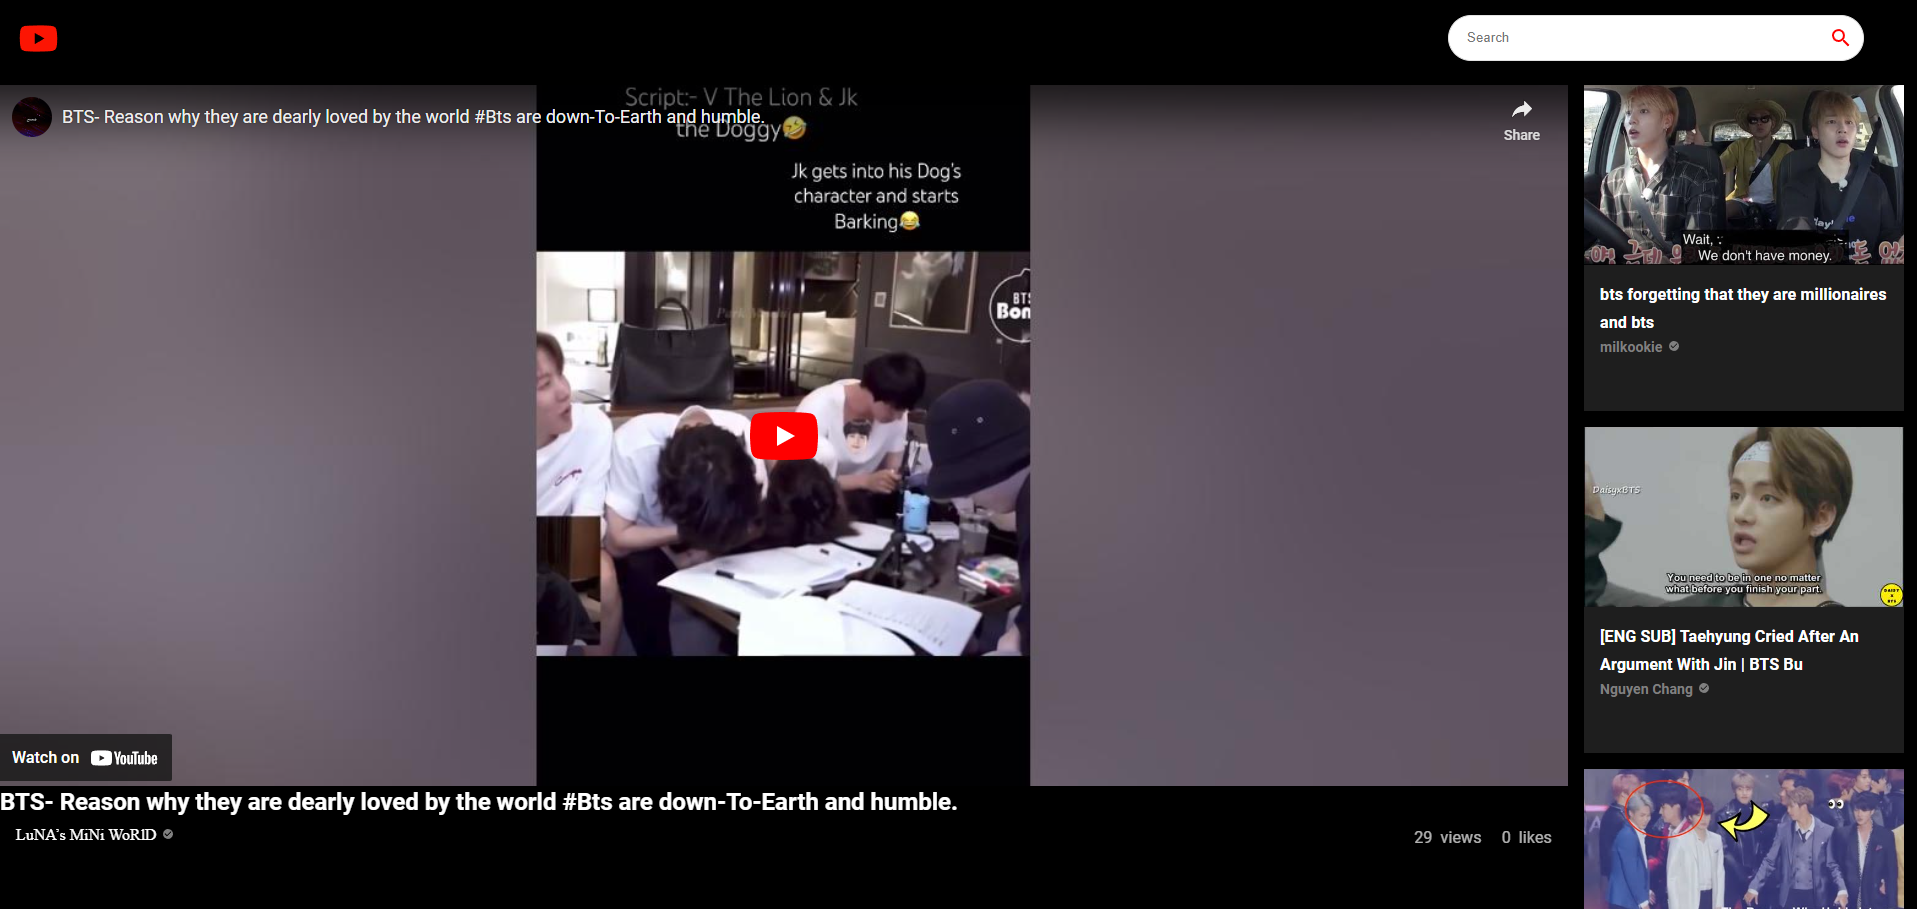 Search
Script:- V The Lion & Jk
the Doggy🤣
BTS- Reason why they are dearly loved by the world #Bts are down-To-Earth and humble.
Share
Jk gets into his Dog's
character and starts
Barking😂
BTS
Watch on YouTube
BTS- Reason why they are dearly loved by the world #Bts are down-To-Earth and humble.
LuNA's MiNi WoRlD
29 views 0 likes
Wait,
We don't have money.
bts forgetting that they are millionaires
and bts
milkookie
DaisyxBTS
You need to be in one no matter
what before you finish your part.
DAISY
X
BTS
[ENG SUB] Taehyung Cried After An
Argument With Jin | BTS Bu
Nguyen Chang